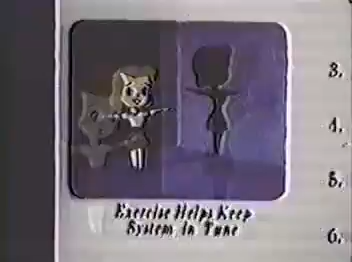 Exercise Helps Keep
System In Tune
3.
4.
5.
6.